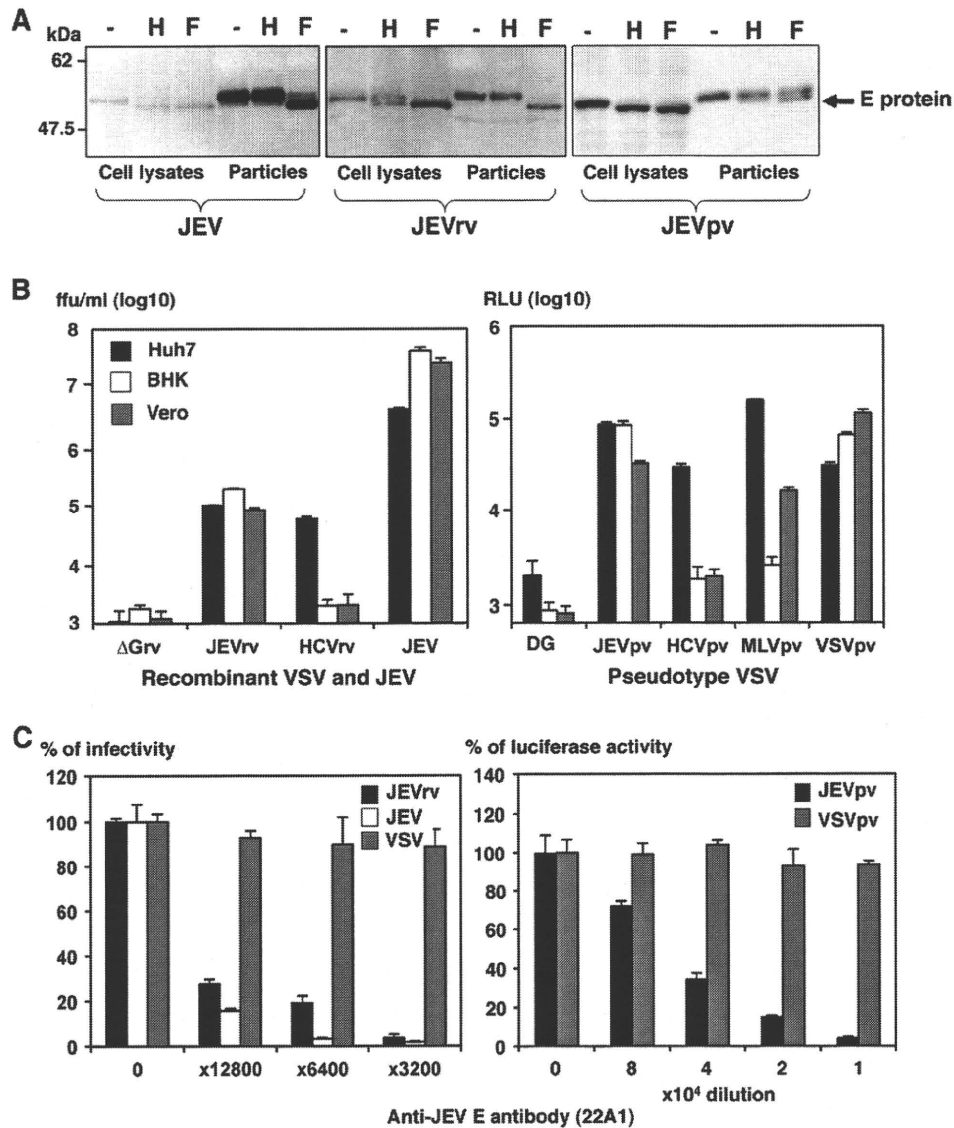 A
kDa
- H F - H F - H F - H F - H F - H F
62
47.5
E protein
Cell lysates Particles Cell lysates Particles Cell lysates Particles
JEV JEVrv JEVpv
B
ffu/ml (log10)
8
7
6
5
4
3
Huh7
BHK
Vero
ΔGrv JEVrv HCVrv JEV
Recombinant VSV and JEV
RLU (log10)
6
5
4
3
DG JEVpv HCVpv MLVpv VSVpv
Pseudotype VSV
C
% of infectivity
120
100
80
60
40
20
0
JEVrv
JEV
VSV
0 x12800 x6400 x3200
% of luciferase activity
140
120
100
80
60
40
20
0
JEVpv
VSVpv
0 8 4 2 1
x10⁴ dilution
Anti-JEV E antibody (22A1)